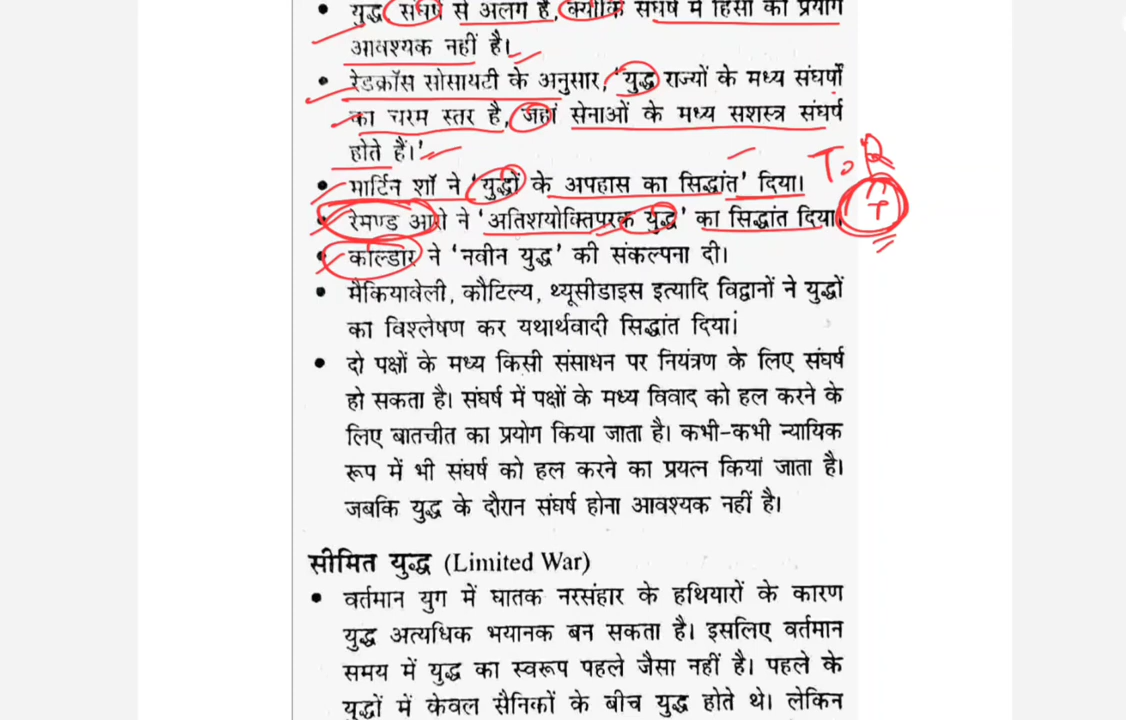 • युद्ध संघर्ष से अलग है, क्योंकि संघर्ष में हिंसा का प्रयोग
आवश्यक नहीं है।
• रेडक्रॉस सोसायटी के अनुसार, 'युद्ध राज्यों के मध्य संघर्षों
का चरम स्तर है, जहां सेनाओं के मध्य सशस्त्र संघर्ष
होते हैं।'
• मार्टिन शॉ ने 'युद्धों के अपहास का सिद्धांत' दिया।
• रेमण्ड आरो ने 'अतिशयोक्तिपरक युद्ध' का सिद्धांत दिया।
• काल्डार ने 'नवीन युद्ध' की संकल्पना दी।
• मैकियावेली, कौटिल्य, थ्यूसीडाइस इत्यादि विद्वानों ने युद्धों
का विश्लेषण कर यथार्थवादी सिद्धांत दिया।
• दो पक्षों के मध्य किसी संसाधन पर नियंत्रण के लिए संघर्ष
हो सकता है। संघर्ष में पक्षों के मध्य विवाद को हल करने के
लिए बातचीत का प्रयोग किया जाता है। कभी-कभी न्यायिक
रूप में भी संघर्ष को हल करने का प्रयत्न किया जाता है।
जबकि युद्ध के दौरान संघर्ष होना आवश्यक नहीं है।
सीमित युद्ध (Limited War)
• वर्तमान युग में घातक नरसंहार के हथियारों के कारण
युद्ध अत्यधिक भयानक बन सकता है। इसलिए वर्तमान
समय में युद्ध का स्वरूप पहले जैसा नहीं है। पहले के
युद्धों में केवल सैनिकों के बीच युद्ध होते थे। लेकिन